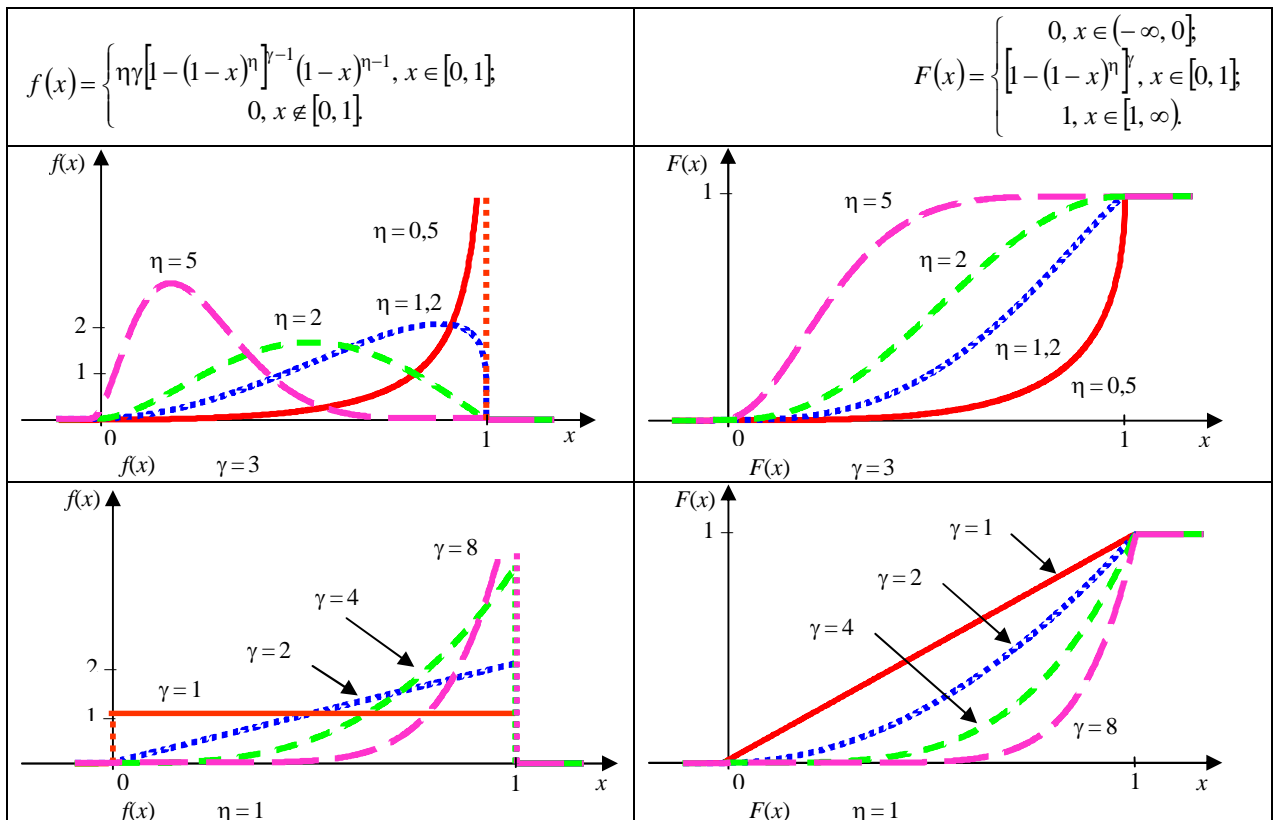 f(x) = { ηγ[1 − (1 − x)^η]^(γ−1) (1 − x)^(η−1), x ∈ [0, 1];
0, x ∉ [0, 1].
F(x) = { 0, x ∈ (− ∞, 0];
[1 − (1 − x)^η]^γ, x ∈ [0, 1];
1, x ∈ [1, ∞).
f(x)
η = 5
η = 0,5
η = 1,2
η = 2
2
1
0
1
x
f(x) γ = 3
F(x)
1
η = 5
η = 2
η = 1,2
η = 0,5
0
1
x
F(x) γ = 3
f(x)
γ = 8
γ = 4
γ = 2
γ = 1
2
1
0
1
x
f(x) η = 1
F(x)
1
γ = 1
γ = 2
γ = 4
γ = 8
0
1
x
F(x) η = 1